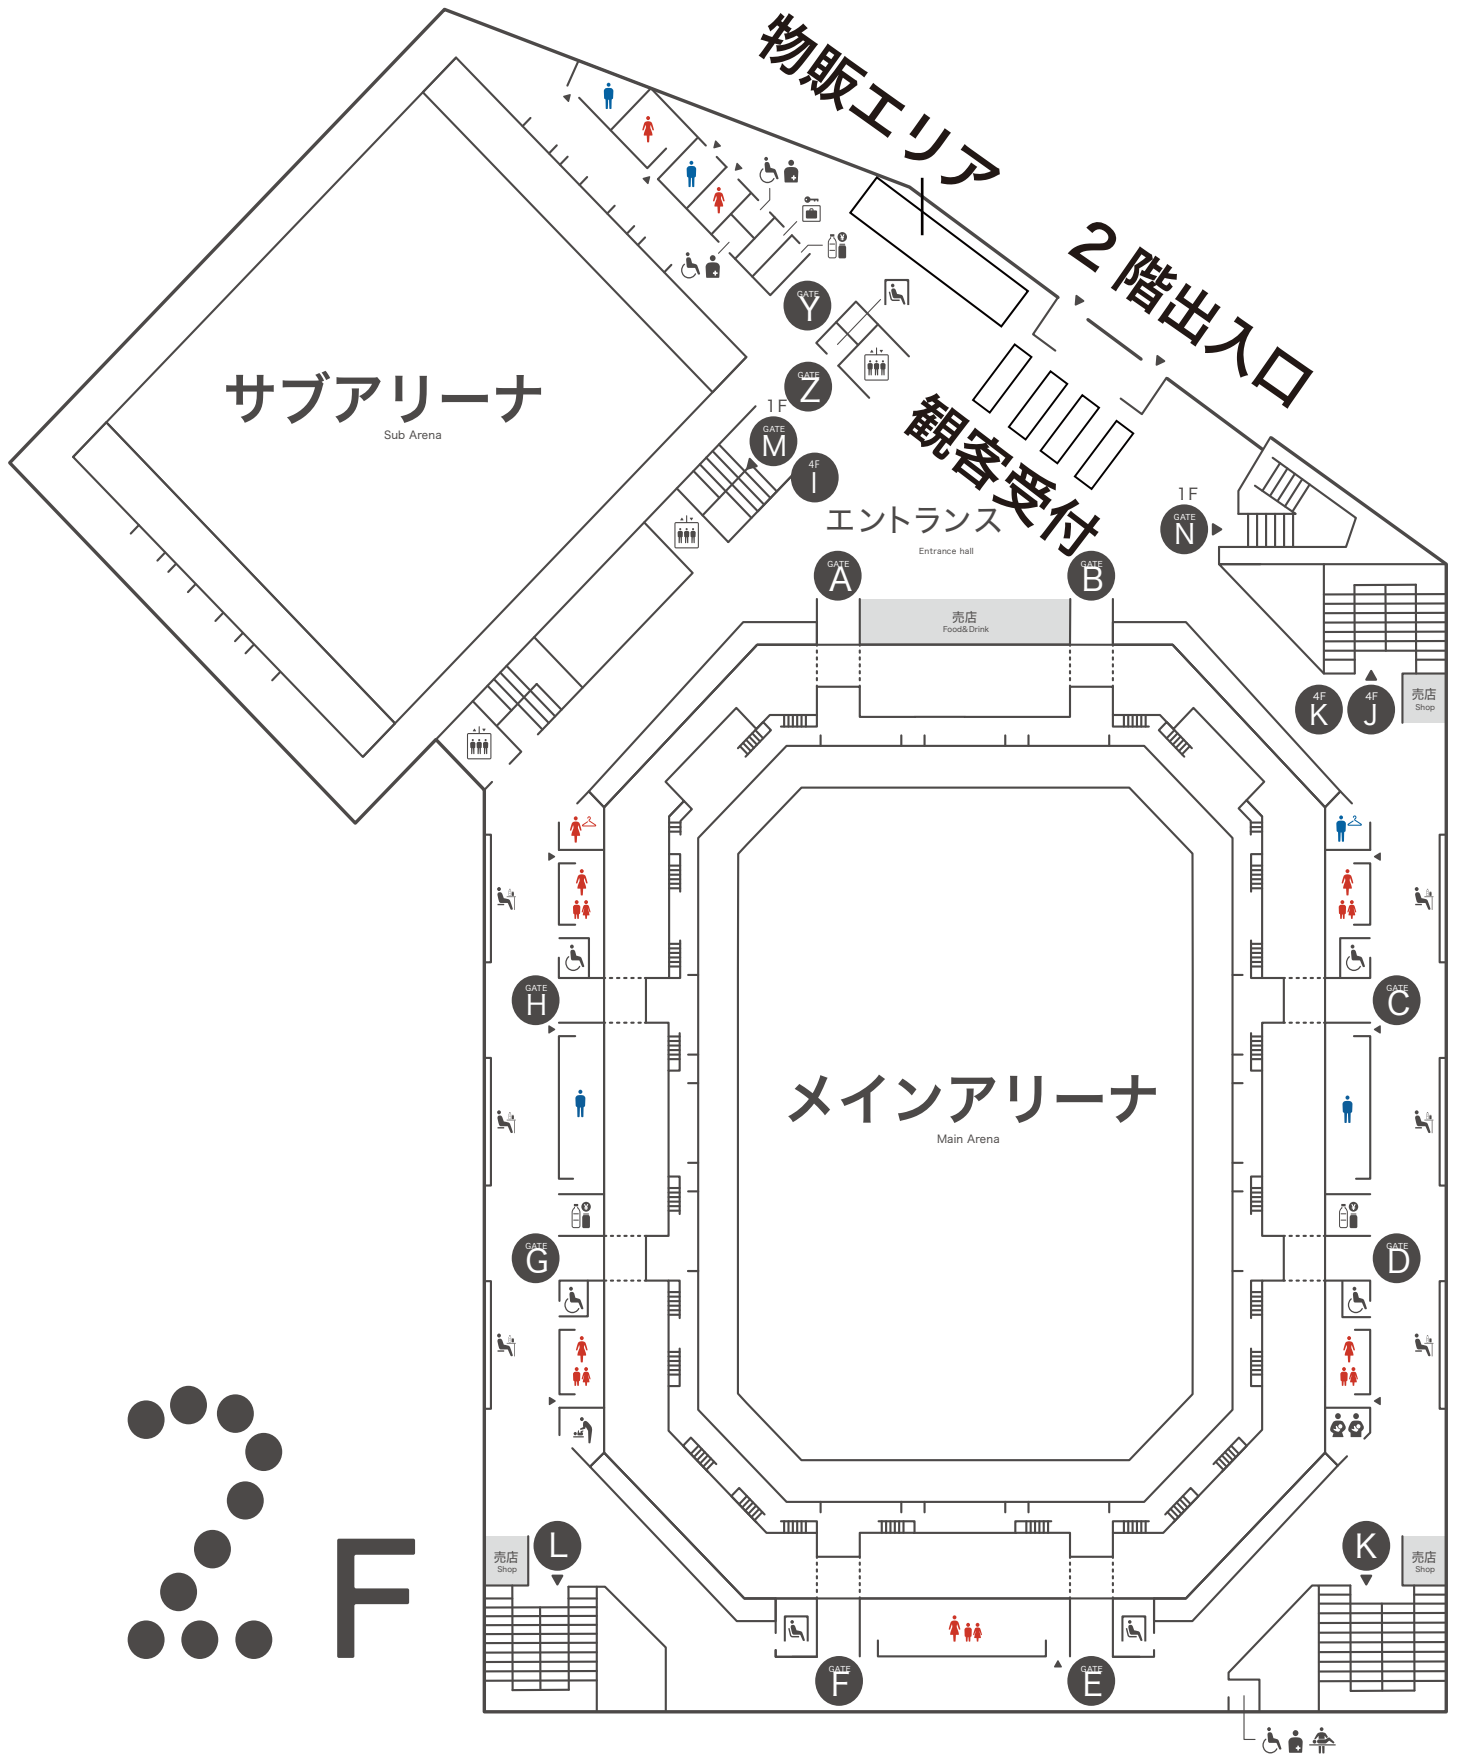 物販エリア
2階出入口
観客受付
サブアリーナ
Sub Arena
GATE
Y
GATE
Z
1F
GATE
M
4F
I
エントランス
Entrance hall
1F
GATE
N
GATE
A
GATE
B
売店
Food&Drink
4F
K
4F
J
売店
Shop
GATE
H
GATE
C
メインアリーナ
Main Arena
GATE
G
GATE
D
2F
売店
Shop
L
K
売店
Shop
GATE
F
GATE
E